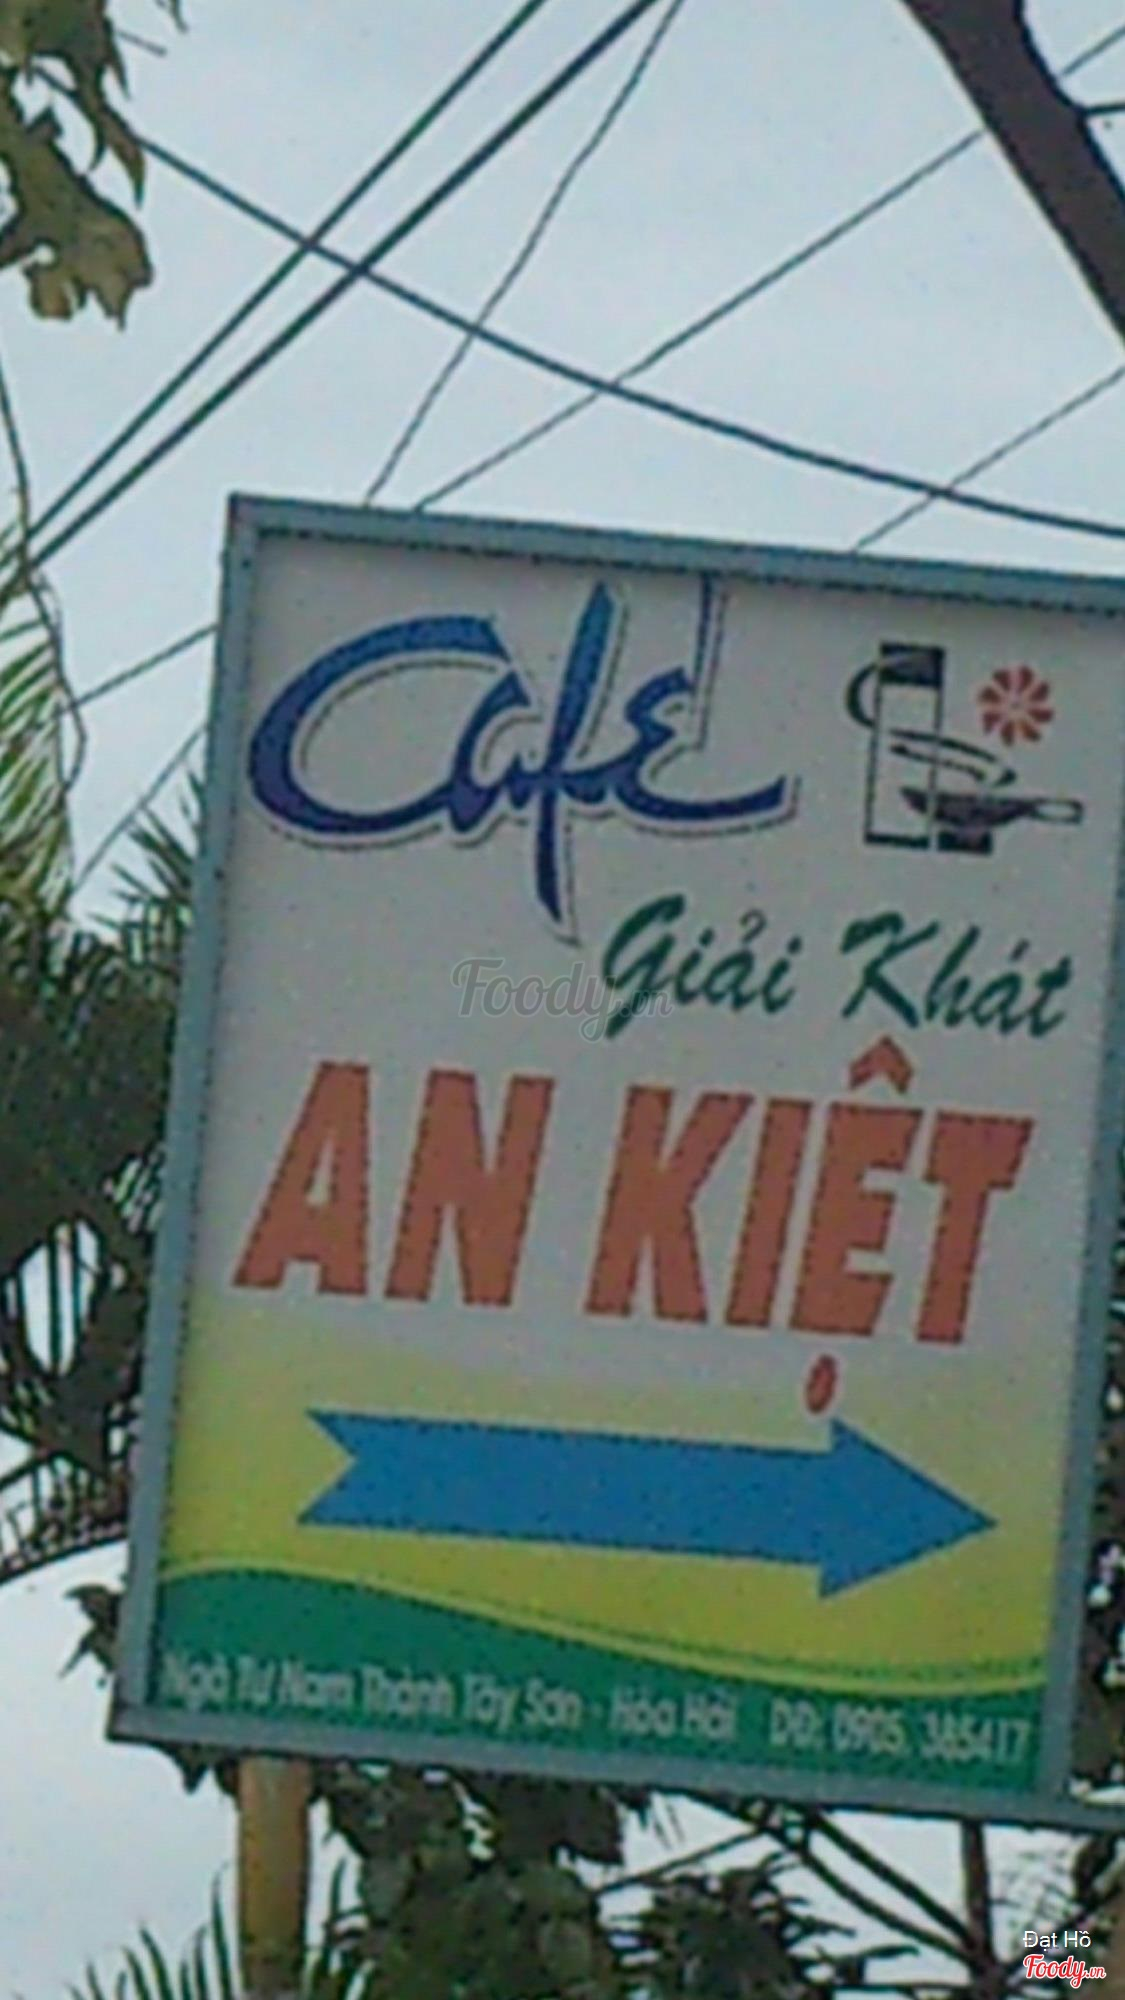 Café
Giải Khát
Foody.vn
AN KIỆT
Ngã Tư Nam Thành Tây Sơn - Hòa Hải DĐ: 0905. 385417
Đạt Hồ
Foody.vn